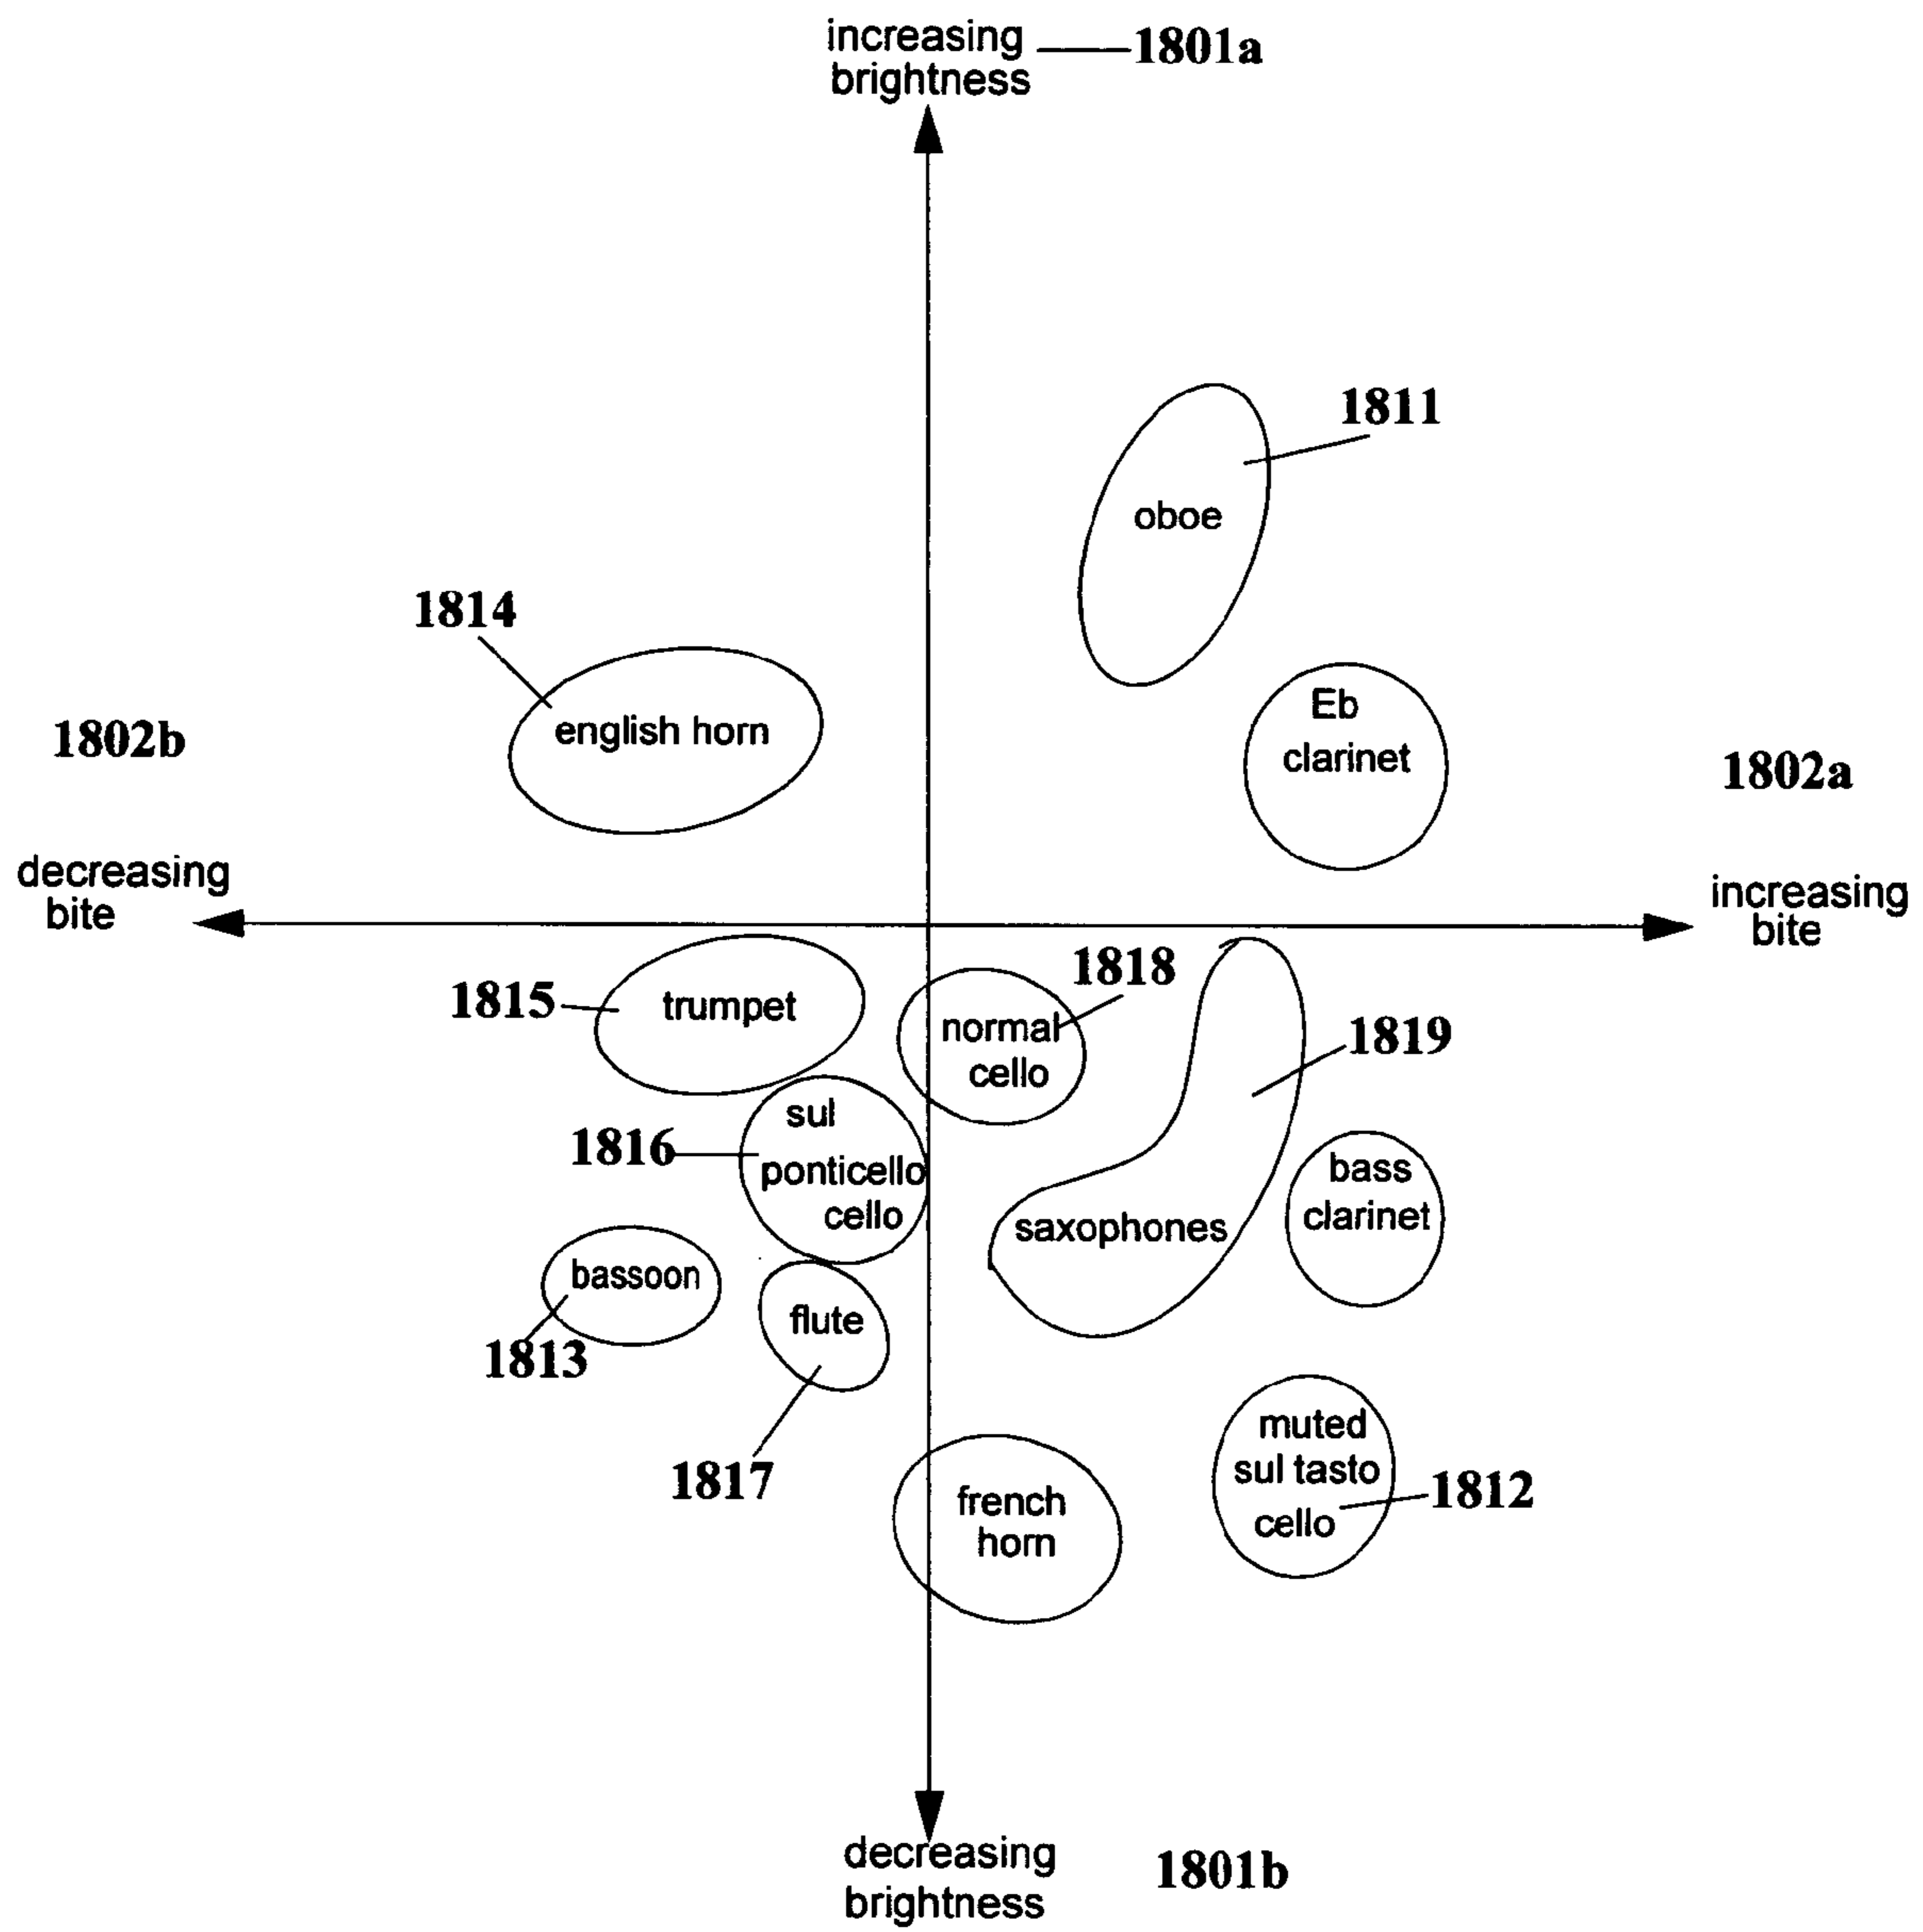 increasing
brightness
1801a
1811
oboe
1814
english horn
Eb
clarinet
1802b
1802a
decreasing
bite
increasing
bite
1815
trumpet
1818
normal
cello
1819
sul
ponticello
cello
1816
bass
clarinet
saxophones
bassoon
1813
flute
1817
muted
sul tasto
cello
1812
french
horn
decreasing
brightness
1801b